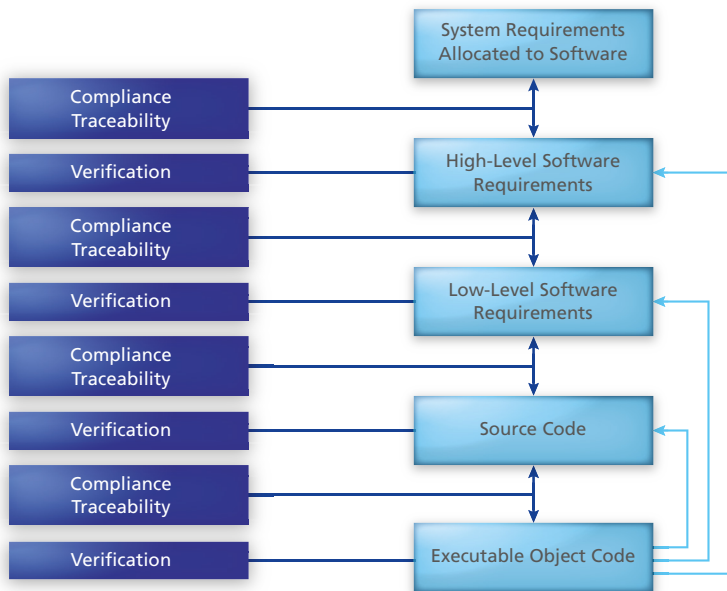 System Requirements
Allocated to Software
Compliance
Traceability
Verification
High-Level Software
Requirements
Compliance
Traceability
Verification
Low-Level Software
Requirements
Compliance
Traceability
Verification
Source Code
Compliance
Traceability
Verification
Executable Object Code